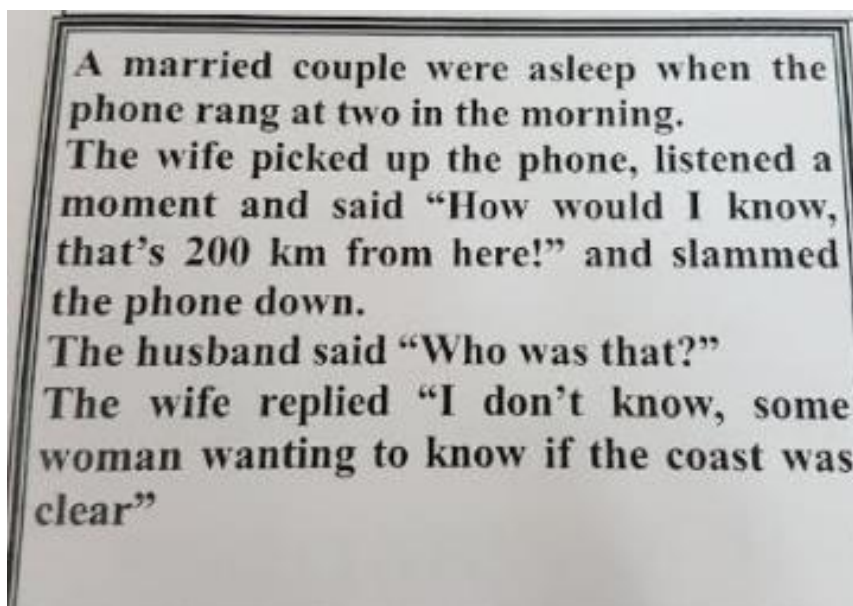 A married couple were asleep when the
phone rang at two in the morning.
The wife picked up the phone, listened a
moment and said “How would I know,
that’s 200 km from here!” and slammed
the phone down.
The husband said “Who was that?”
The wife replied “I don’t know, some
woman wanting to know if the coast was
clear”